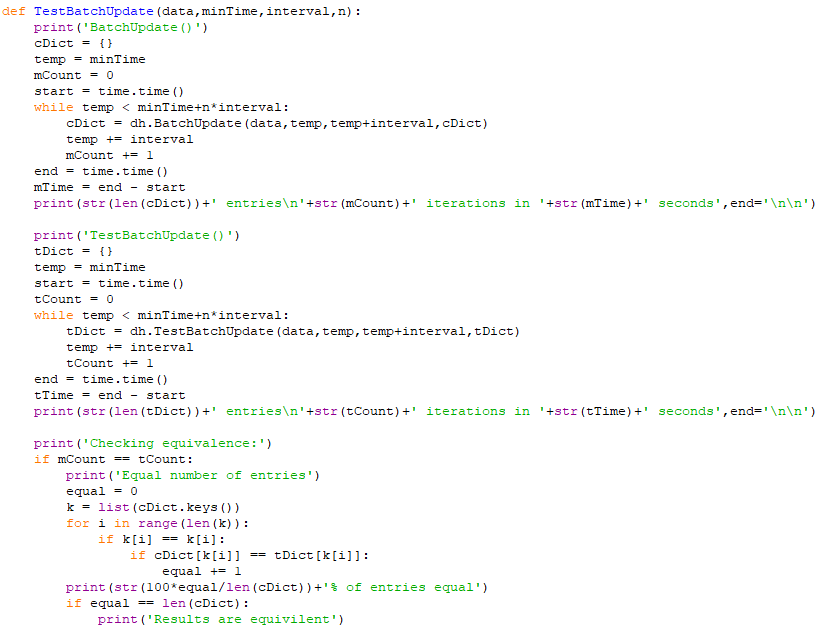 def TestBatchUpdate(data,minTime,interval,n):
    print('BatchUpdate()')
    cDict = {}
    temp = minTime
    mCount = 0
    start = time.time()
    while temp < minTime+n*interval:
        cDict = dh.BatchUpdate(data,temp,temp+interval,cDict)
        temp += interval
        mCount += 1
    end = time.time()
    mTime = end - start
    print(str(len(cDict))+' entries\n'+str(mCount)+' iterations in '+str(mTime)+' seconds',end='\n\n')

    print('TestBatchUpdate()')
    tDict = {}
    temp = minTime
    start = time.time()
    tCount = 0
    while temp < minTime+n*interval:
        tDict = dh.TestBatchUpdate(data,temp,temp+interval,tDict)
        temp += interval
        tCount += 1
    end = time.time()
    tTime = end - start
    print(str(len(tDict))+' entries\n'+str(tCount)+' iterations in '+str(tTime)+' seconds',end='\n\n')

    print('Checking equivalence:')
    if mCount == tCount:
        print('Equal number of entries')
        equal = 0
        k = list(cDict.keys())
        for i in range(len(k)):
            if k[i] == k[i]:
                if cDict[k[i]] == tDict[k[i]]:
                    equal += 1
        print(str(100*equal/len(cDict))+'% of entries equal')
        if equal == len(cDict):
            print('Results are equivilent')